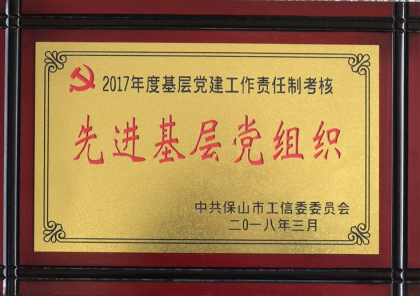 2017年度基层党建工作责任制考核
先进基层党组织
中共保山市工信委委员会
二〇一八年三月